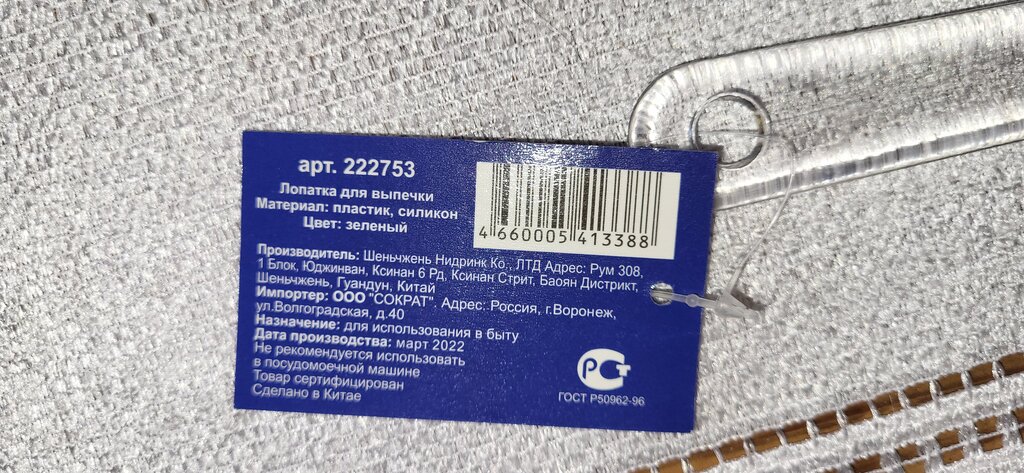 арт. 222753
Лопатка для выпечки
Материал: пластик, силикон
Цвет: зеленый
4 660005 413388
Производитель: Шеньчжень Нидринк Ко., ЛТД Адрес: Рум 308,
1 Блок, Юджинван, Ксинан 6 Рд, Ксинан Стрит, Баоян Дистрикт,
Шеньчжень, Гуандун, Китай
Импортер: ООО "СОКРАТ". Адрес: Россия, г.Воронеж,
ул.Волгоградская, д.40
Назначение: для использования в быту
Дата производства: март 2022
Не рекомендуется использовать
в посудомоечной машине
Товар сертифицирован
Сделано в Китае
РСТ
ГОСТ Р50962-96